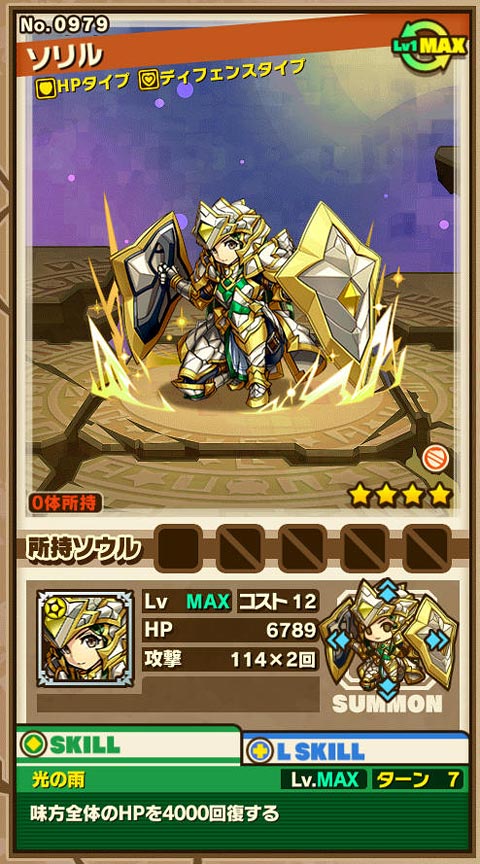 No.0979
ソリル
Lv1 MAX
HPタイプ ディフェンスタイプ
0体所持
所持ソウル
Lv MAX コスト 12
HP 6789
攻撃 114×2回
SUMMON
SKILL
L SKILL
光の雨 Lv.MAX ターン 7
味方全体のHPを4000回復する